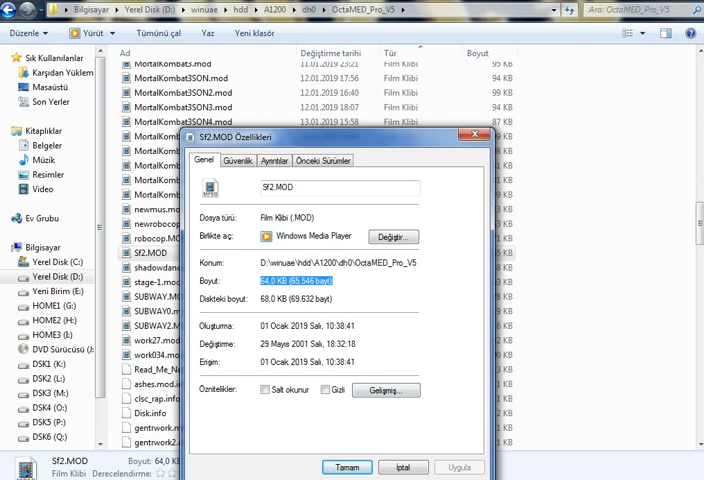 Bilgisayar ▸ Yerel Disk (D:) ▸ winuae ▸ hdd ▸ A1200 ▸ dh0 ▸ OctaMED_Pro_V5
Ara: OctaMED_Pro_V5
Düzenle Yürüt Tümünü çal Yaz Yeni klasör
Sık Kullanılanlar
Karşıdan Yüklem
Masaüstü
Son Yerler
Kitaplıklar
Belgeler
Müzik
Resimler
Video
Ev Grubu
Bilgisayar
Yerel Disk (C:)
Yerel Disk (D:)
Yeni Birim (E:)
HOME1 (G:)
HOME2 (H:)
HOME3 (I:)
DVD Sürücüsü (J:)
DSK1 (K:)
DSK2 (L:)
DSK3 (M:)
DSK4 (O:)
DSK5 (P:)
DSK6 (Q:)
Ad Değiştirme tarihi Tür Boyut
MortalKombat3.mod 11.01.2019 23:21 Film Klibi 95 KB
MortalKombat3SON.mod 12.01.2019 17:56 Film Klibi 94 KB
MortalKombat3SON2.mod 12.01.2019 16:40 Film Klibi 99 KB
MortalKombat3SON3.mod 12.01.2019 18:07 Film Klibi 94 KB
MortalKombat3SON4.mod 13.01.2019 15:58 Film Klibi 87 KB
MortalKomb
MortalKomb
MortalKomb
MortalKomb
MortalKomb
newmus.mo
newrobocop
robocop.MO
Sf2.MOD
shadowdanc
stage-1.mod
SUBWAY.MO
SUBWAY0.M
SUBWAY2.M
work27.mod
work034.mod
Read_Me_No
ashes.mod.in
clsc_rap.info
Disk.info
gentrwork.m
gentrwork2.
Sf2.MOD Özellikleri
Genel Güvenlik Ayrıntılar Önceki Sürümler
Sf2.MOD
Dosya türü: Film Klibi (.MOD)
Birlikte aç: Windows Media Player Değiştir...
Konum: D:\winuae\hdd\A1200\dh0\OctaMED_Pro_V5
Boyut: 64,0 KB (65.546 bayt)
Diskteki boyut: 68,0 KB (69.632 bayt)
Oluşturma: 01 Ocak 2019 Salı, 10:38:41
Değiştirme: 29 Mayıs 2001 Salı, 18:32:18
Erişim: 01 Ocak 2019 Salı, 10:38:41
Öznitelikler: Salt okunur Gizli Gelişmiş...
Tamam İptal Uygula
Sf2.MOD Boyut: 64,0 KB
Film Klibi Derecelendirme: